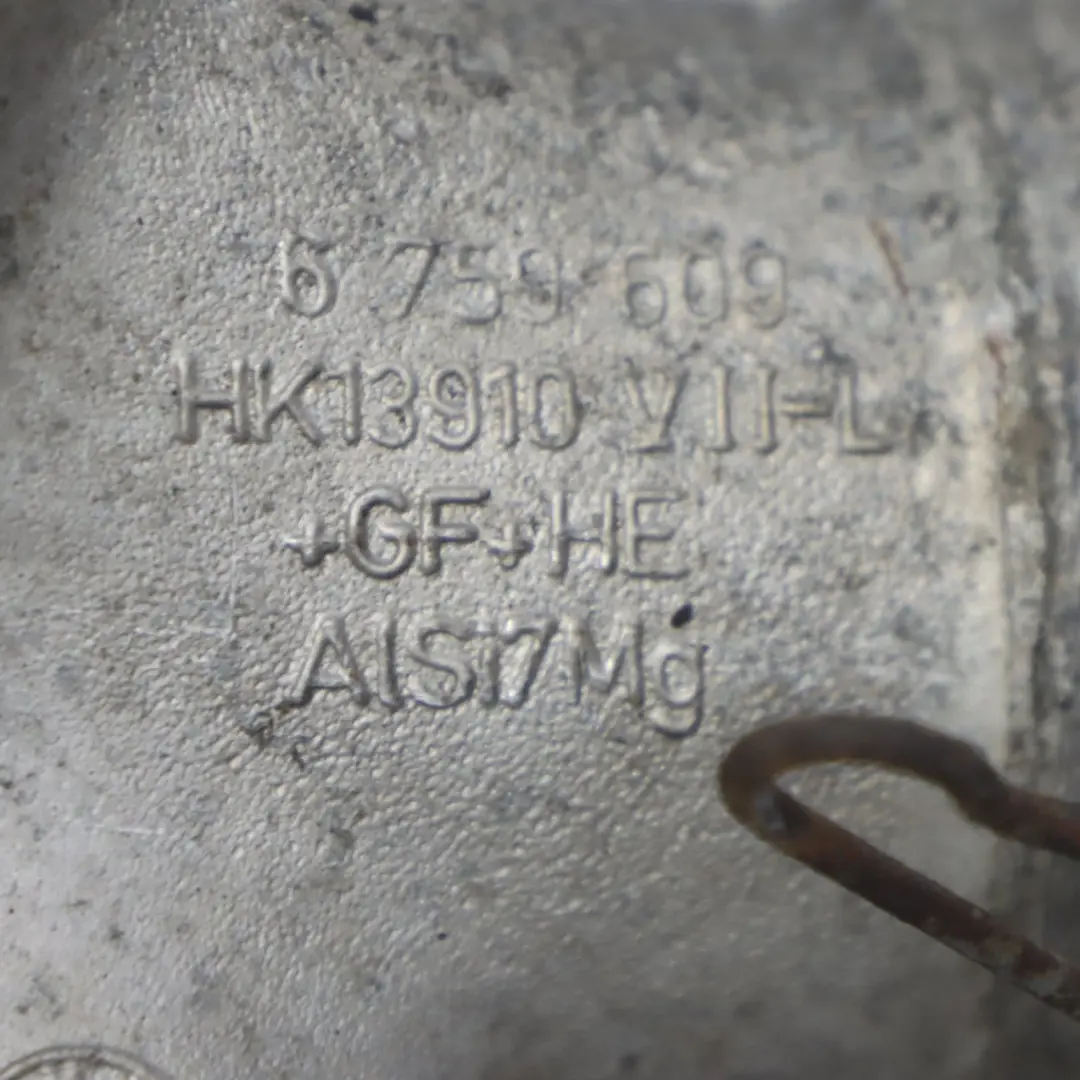 6 759 609
HK13910 VII-L
+GF+HE
AlSi7Mg